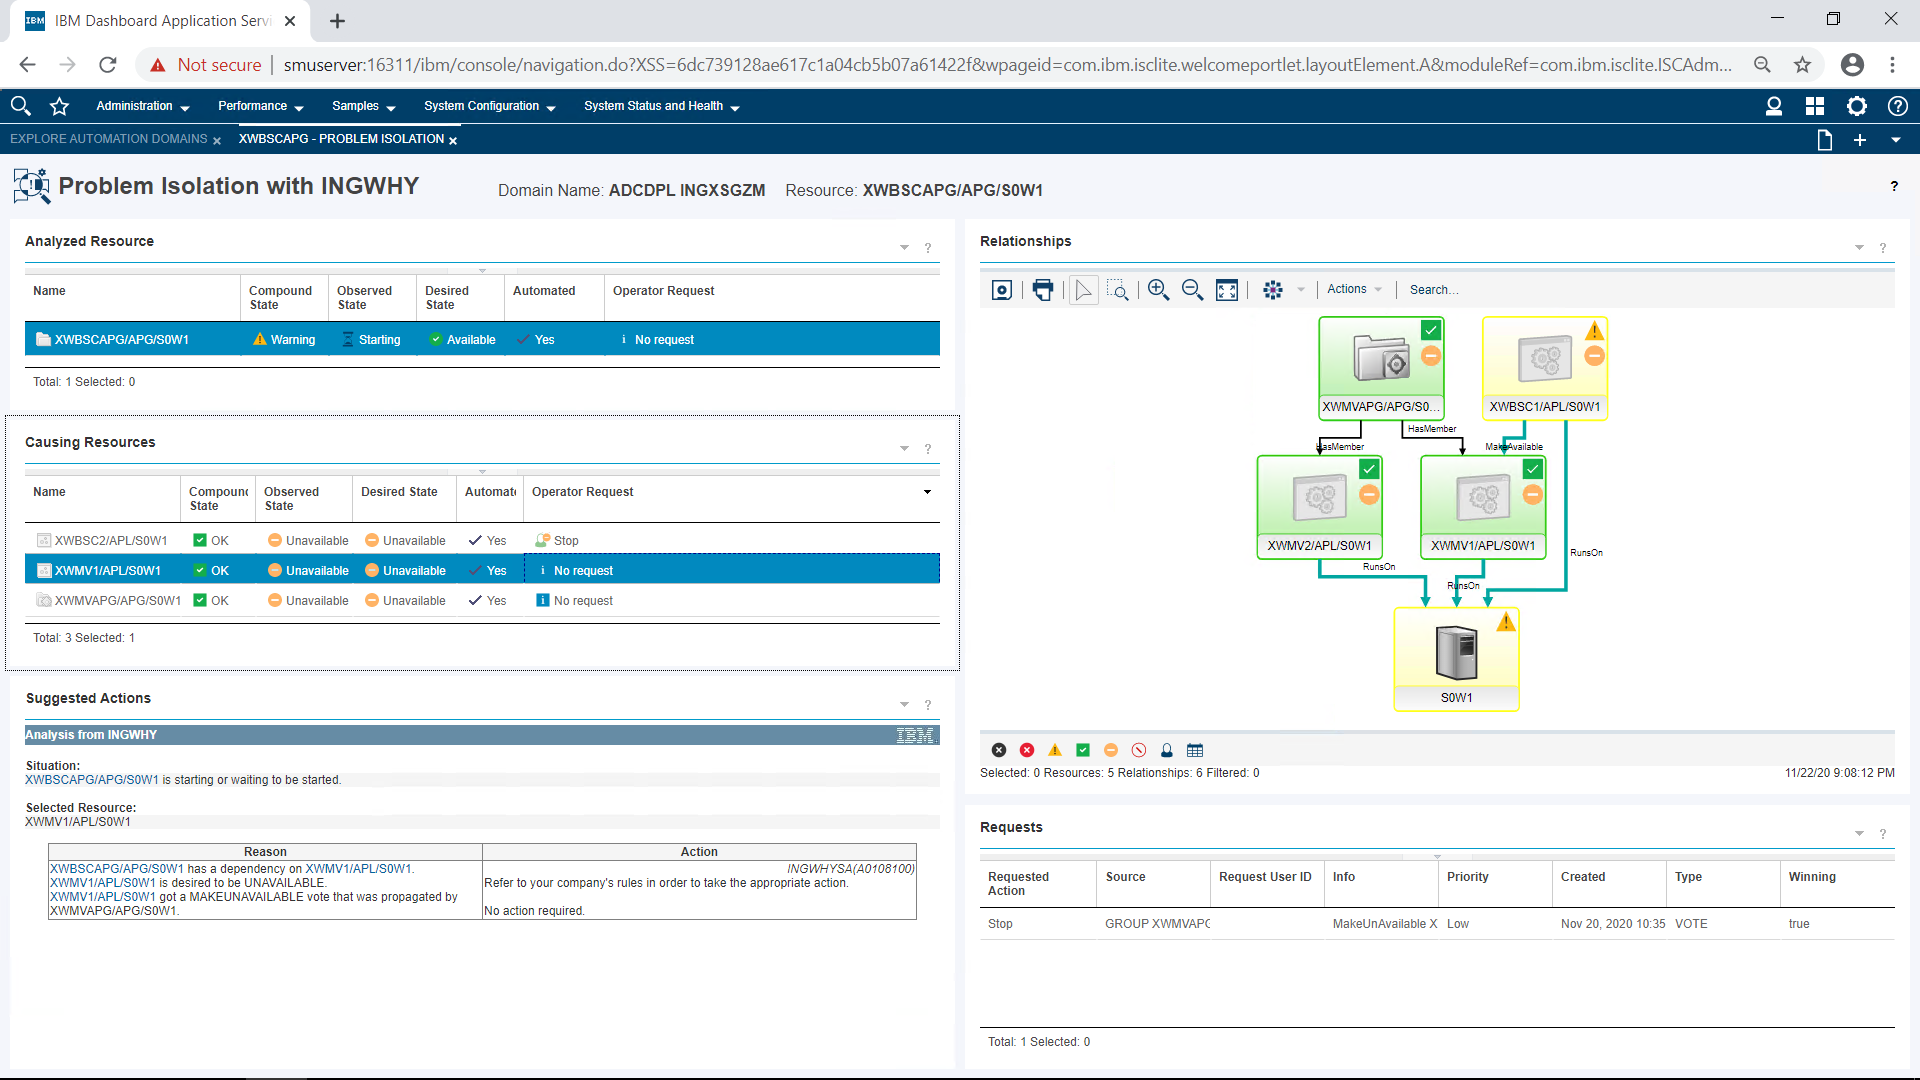 IBM Dashboard Application Servi
Not secure
smuserver:16311/ibm/console/navigation.do?XSS=6dc739128ae617c1a04cb5b07a61422f&wpageid=com.ibm.isclite.welcomeportlet.layoutElement.A&moduleRef=com.ibm.isclite.ISCAdm...
Administration Performance Samples System Configuration System Status and Health
EXPLORE AUTOMATION DOMAINS XWBSCAPG - PROBLEM ISOLATION
Problem Isolation with INGWHY Domain Name: ADCDPL INGXSGZM Resource: XWBSCAPG/APG/S0W1 ?
Analyzed Resource ?
Name Compound State Observed State Desired State Automated Operator Request
XWBSCAPG/APG/S0W1 Warning Starting Available Yes No request
Total: 1 Selected: 0
Causing Resources ?
Name Compound State Observed State Desired State Automate Operator Request
XWBSC2/APL/S0W1 OK Unavailable Unavailable Yes Stop
XWMV1/APL/S0W1 OK Unavailable Unavailable Yes No request
XWMVAPG/APG/S0W1 OK Unavailable Unavailable Yes No request
Total: 3 Selected: 1
Suggested Actions ?
Analysis from INGWHY IBM.
Situation:
XWBSCAPG/APG/S0W1 is starting or waiting to be started.
Selected Resource:
XWMV1/APL/S0W1
Reason Action
XWBSCAPG/APG/S0W1 has a dependency on XWMV1/APL/S0W1.
XWMV1/APL/S0W1 is desired to be UNAVAILABLE.
XWMV1/APL/S0W1 got a MAKEUNAVAILABLE vote that was propagated by
XWMVAPG/APG/S0W1.
INGWHYSA(A0108100)
Refer to your company's rules in order to take the appropriate action.
No action required.
Relationships ?
Actions Search...
XWMVAPG/APG/S0... XWBSC1/APL/S0W1
HasMember
HasMember MakeAvailable
XWMV2/APL/S0W1 XWMV1/APL/S0W1
RunsOn
RunsOn
RunsOn
S0W1
Selected: 0 Resources: 5 Relationships: 6 Filtered: 0 11/22/20 9:08:12 PM
Requests ?
Requested Action Source Request User ID Info Priority Created Type Winning
Stop GROUP XWMVAPG MakeUnAvailable X Low Nov 20, 2020 10:35 VOTE true
Total: 1 Selected: 0